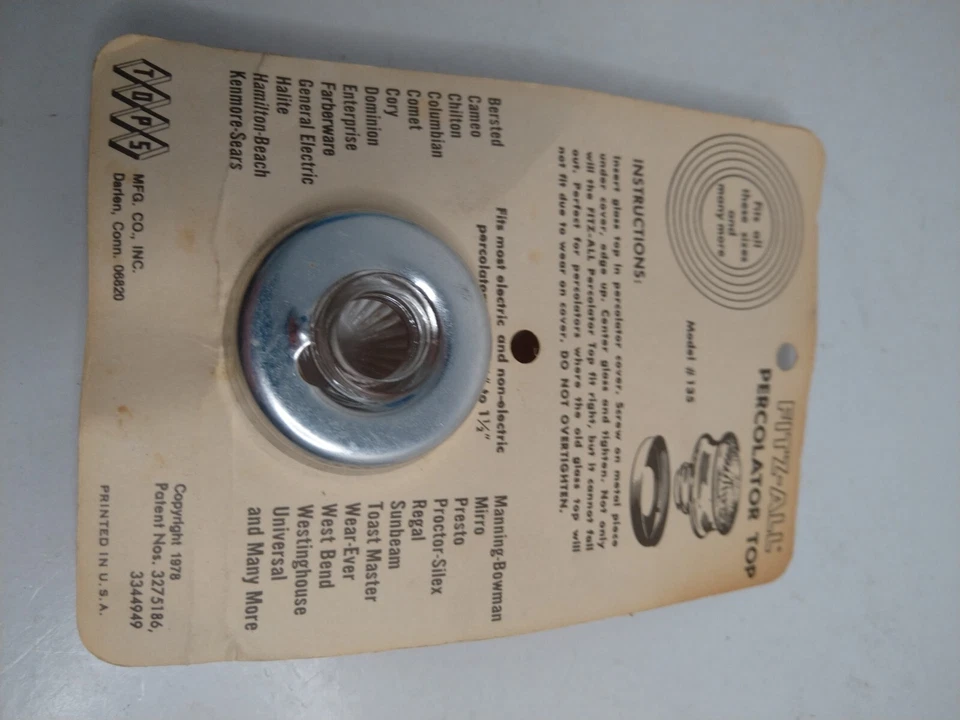 FITZ-ALL
PERCOLATOR TOP
Fits all
these sizes
and
many more
Model #135
INSTRUCTIONS:
Insert glass top in percolator cover. Screw on metal piece
under cover, edge up. Center glass and tighten. Not only
will the FITZ-ALL Percolator Top fit right, but it cannot fall
out. Perfect for percolators where the old glass top will
not fit due to wear on cover. DO NOT OVERTIGHTEN.
Fits most electric and non-electric
" to 1½"
Bersted
Cameo
Chilton
Columbian
Comet
Cory
Dominion
Enterprise
Farberware
General Electric
Halite
Hamilton-Beach
Kenmore-Sears
Manning-Bowman
Mirro
Presto
Proctor-Silex
Regal
Sunbeam
Toast Master
Wear-Ever
West Bend
Westinghouse
Universal
and Many More
TOPS
MFG. CO., INC.
Darien, Conn. 06820
Copyright 1978
Patent Nos. 3275186,
3344949
PRINTED IN U.S.A.